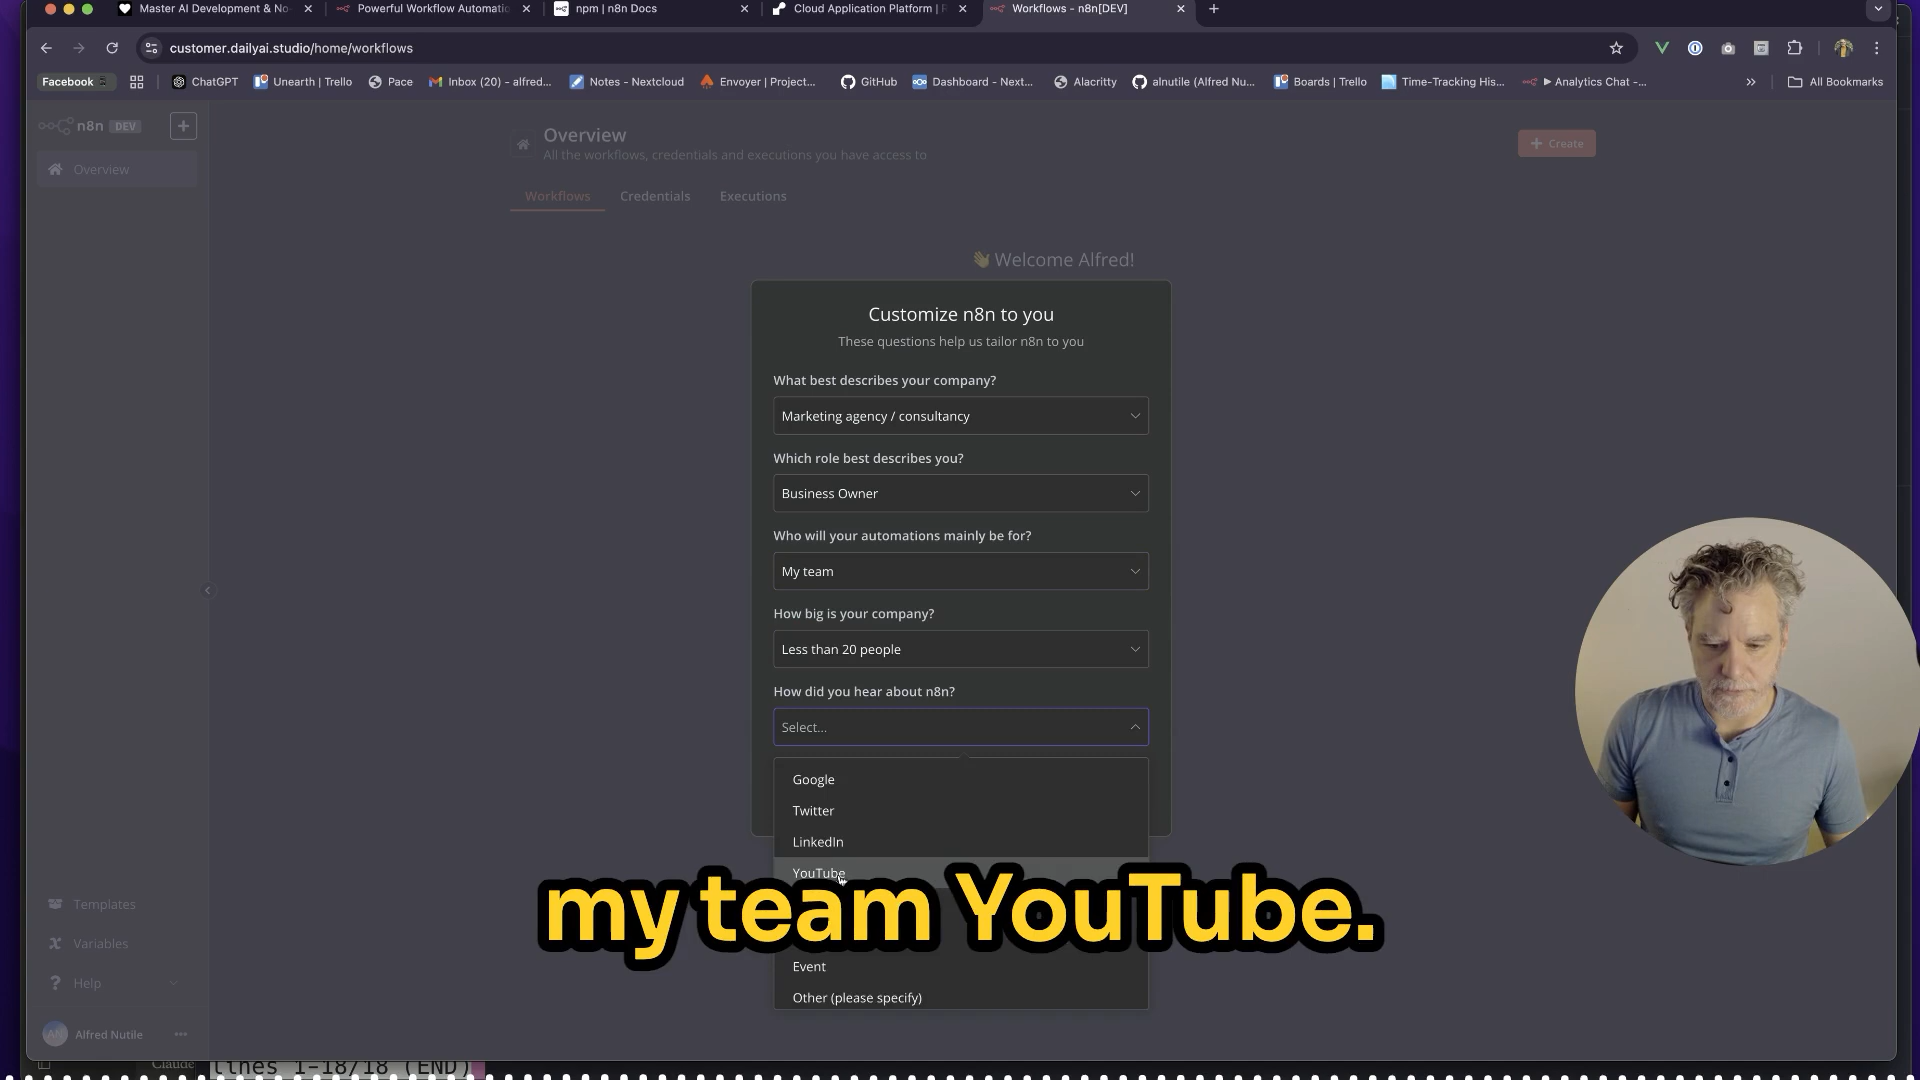 Master AI Development & No-
Powerful Workflow Automatio
npm | n8n Docs
Cloud Application Platform | R
Workflows - n8n[DEV]
customer.dailyai.studio/home/workflows
Facebook
ChatGPT
Unearth | Trello
Pace
Inbox (20) - alfred...
Notes - Nextcloud
Envoyer | Project...
GitHub
Dashboard - Next...
Alacritty
alnutile (Alfred Nu...
Boards | Trello
Time-Tracking His...
▶ Analytics Chat -...
All Bookmarks
n8n DEV
Overview
Overview
All the workflows, credentials and executions you have access to
Create
Workflows
Credentials
Executions
👋 Welcome Alfred!
Customize n8n to you
These questions help us tailor n8n to you
What best describes your company?
Marketing agency / consultancy
Which role best describes you?
Business Owner
Who will your automations mainly be for?
My team
How big is your company?
Less than 20 people
How did you hear about n8n?
Select...
Google
Twitter
LinkedIn
YouTube
my team YouTube.
Event
Other (please specify)
Templates
Variables
Help
AN Alfred Nutile
Claude
lines 1-18/18 (END)